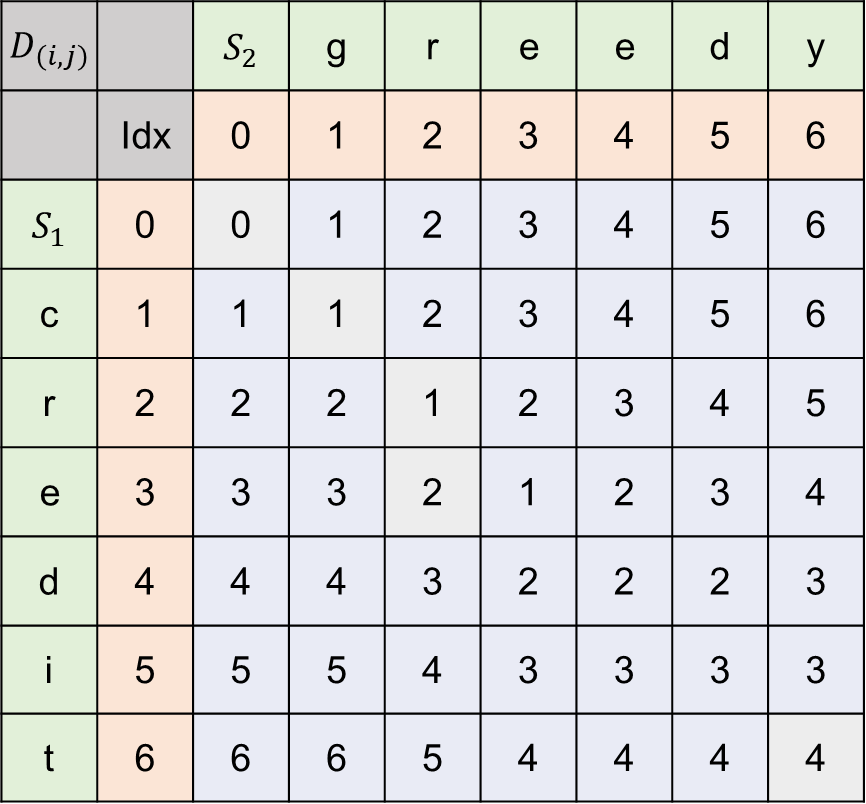 D(i,j) S2 g r e e d y
Idx 0 1 2 3 4 5 6
S1 0 0 1 2 3 4 5 6
c 1 1 1 2 3 4 5 6
r 2 2 2 1 2 3 4 5
e 3 3 3 2 1 2 3 4
d 4 4 4 3 2 2 2 3
i 5 5 5 4 3 3 3 3
t 6 6 6 5 4 4 4 4